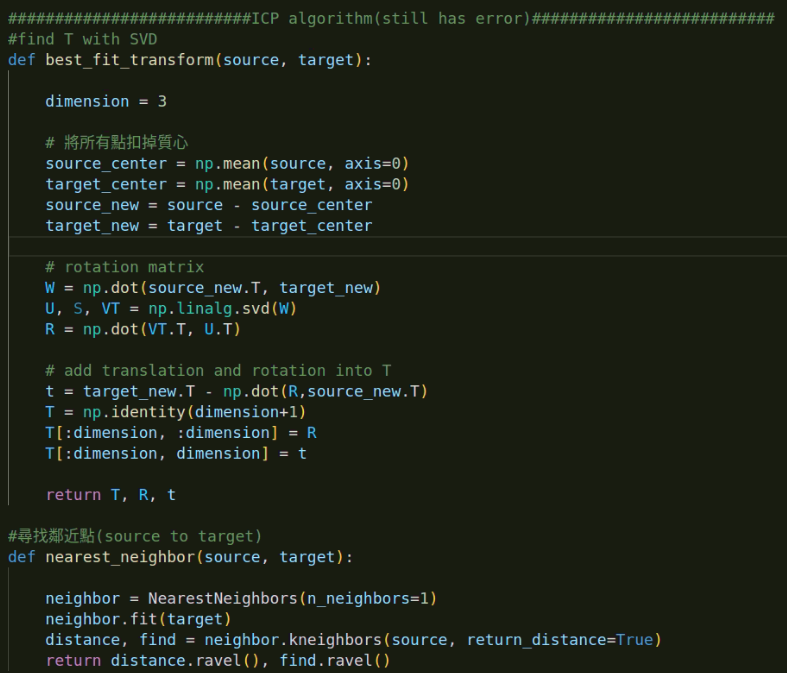 ##########################ICP algorithm(still has error)##########################
#find T with SVD
def best_fit_transform(source, target):
dimension = 3
# 將所有點扣掉質心
source_center = np.mean(source, axis=0)
target_center = np.mean(target, axis=0)
source_new = source - source_center
target_new = target - target_center
# rotation matrix
W = np.dot(source_new.T, target_new)
U, S, VT = np.linalg.svd(W)
R = np.dot(VT.T, U.T)
# add translation and rotation into T
t = target_new.T - np.dot(R,source_new.T)
T = np.identity(dimension+1)
T[:dimension, :dimension] = R
T[:dimension, dimension] = t
return T, R, t
#尋找鄰近點(source to target)
def nearest_neighbor(source, target):
neighbor = NearestNeighbors(n_neighbors=1)
neighbor.fit(target)
distance, find = neighbor.kneighbors(source, return_distance=True)
return distance.ravel(), find.ravel()